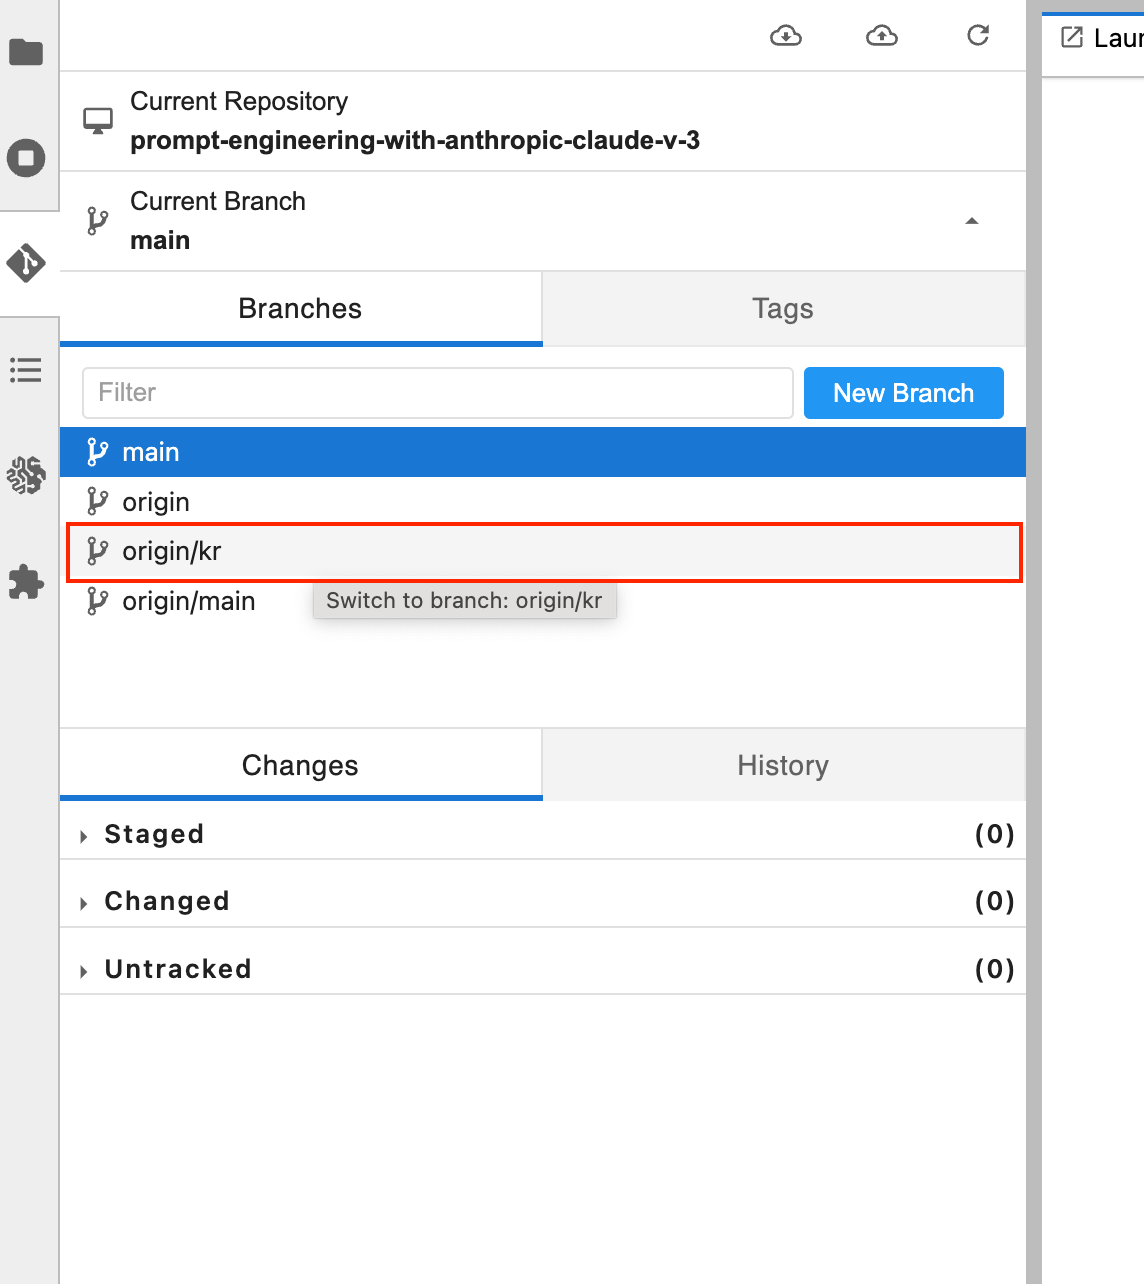 Current Repository
prompt-engineering-with-anthropic-claude-v-3
Current Branch
main
Branches
Tags
Filter
New Branch
main
origin
origin/kr
origin/main
Switch to branch: origin/kr
Changes
History
Staged (0)
Changed (0)
Untracked (0)